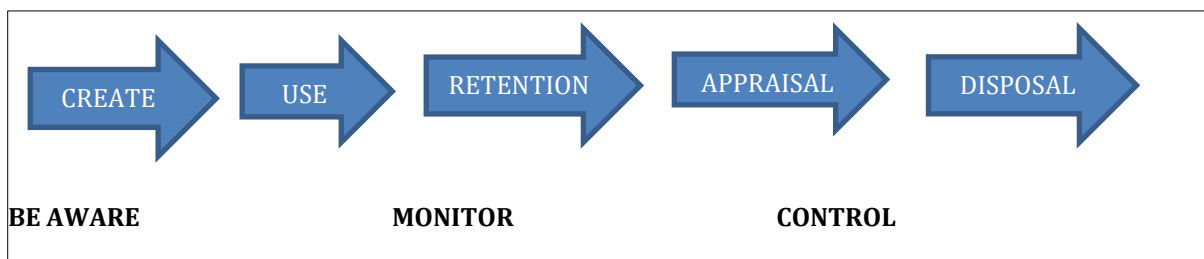 CREATE USE RETENTION APPRAISAL DISPOSAL
BE AWARE MONITOR CONTROL